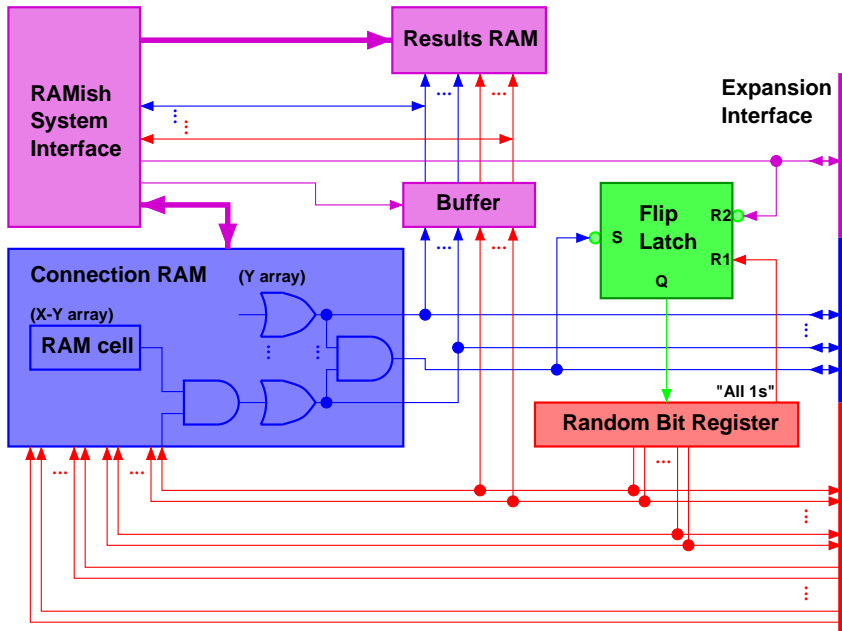 Results RAM
RAMish
System
Interface
Expansion
Interface
Buffer
Flip
Latch
R2
S
R1
Q
Connection RAM
(Y array)
(X-Y array)
RAM cell
"All 1s"
Random Bit Register